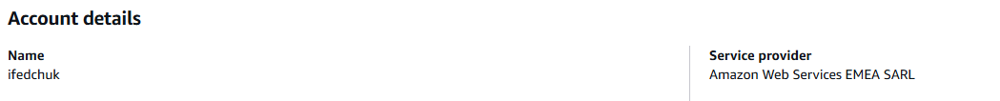 Account details
Name
ifedchuk
Service provider
Amazon Web Services EMEA SARL